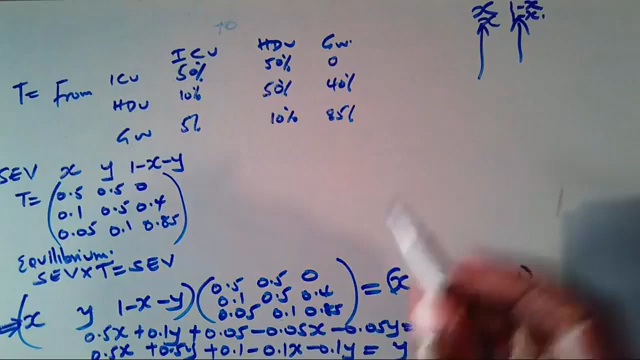 TO
ICU HDU GW.
T= From ICU 50% 50% 0
HDU 10% 50% 40%
GW 5% 10% 85%
x 1-x
SEV x y 1-x-y
T= (0.5 0.5 0
0.1 0.5 0.4
0.05 0.1 0.85)
Equilibrium:
SEV x T = SEV
⇒ (x y 1-x-y) (0.5 0.5 0
0.1 0.5 0.4
0.05 0.1 0.85) = (x
0.5x + 0.1y + 0.05 - 0.05x - 0.05y =
0.5x + 0.5y + 0.1 - 0.1x - 0.1y = y